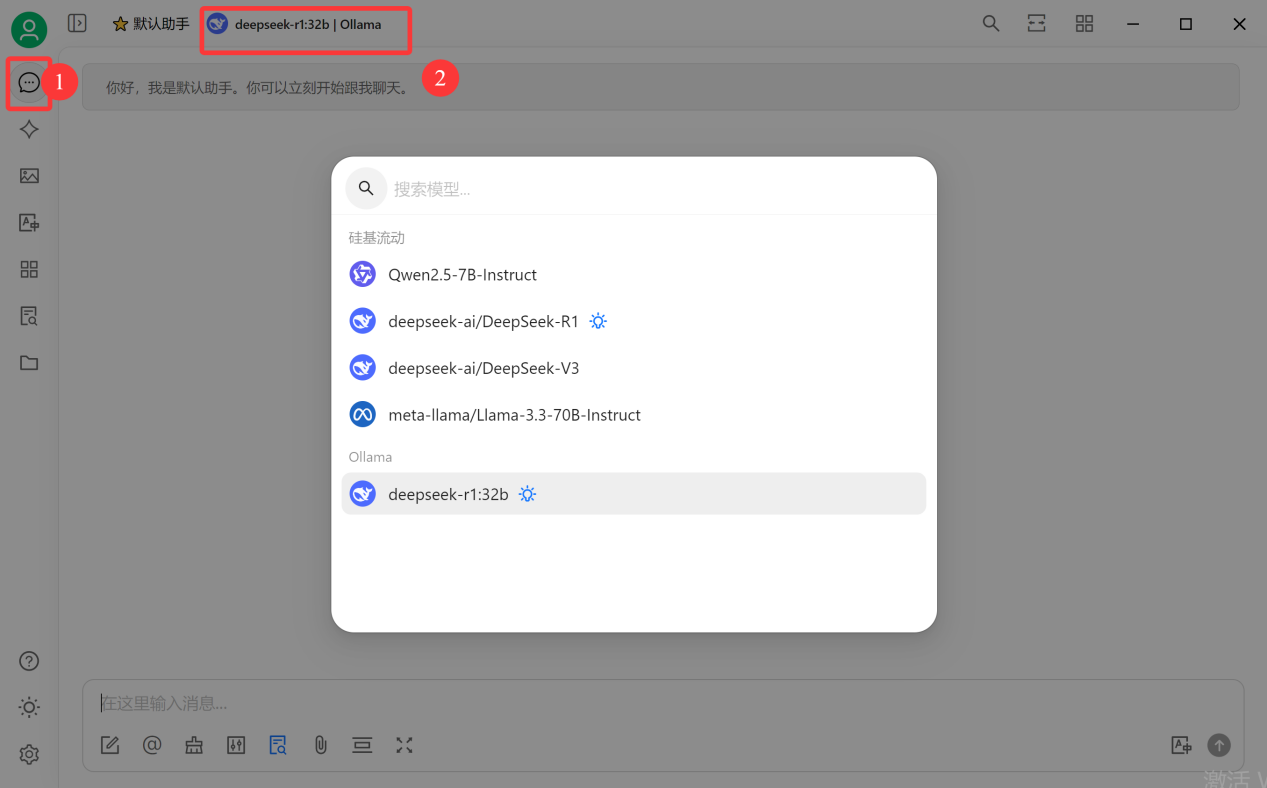 默认助手
deepseek-r1:32b | Ollama
1
2
你好，我是默认助手。你可以立刻开始跟我聊天。
搜索模型...
硅基流动
Qwen2.5-7B-Instruct
deepseek-ai/DeepSeek-R1
deepseek-ai/DeepSeek-V3
meta-llama/Llama-3.3-70B-Instruct
Ollama
deepseek-r1:32b
在这里输入消息...
激活